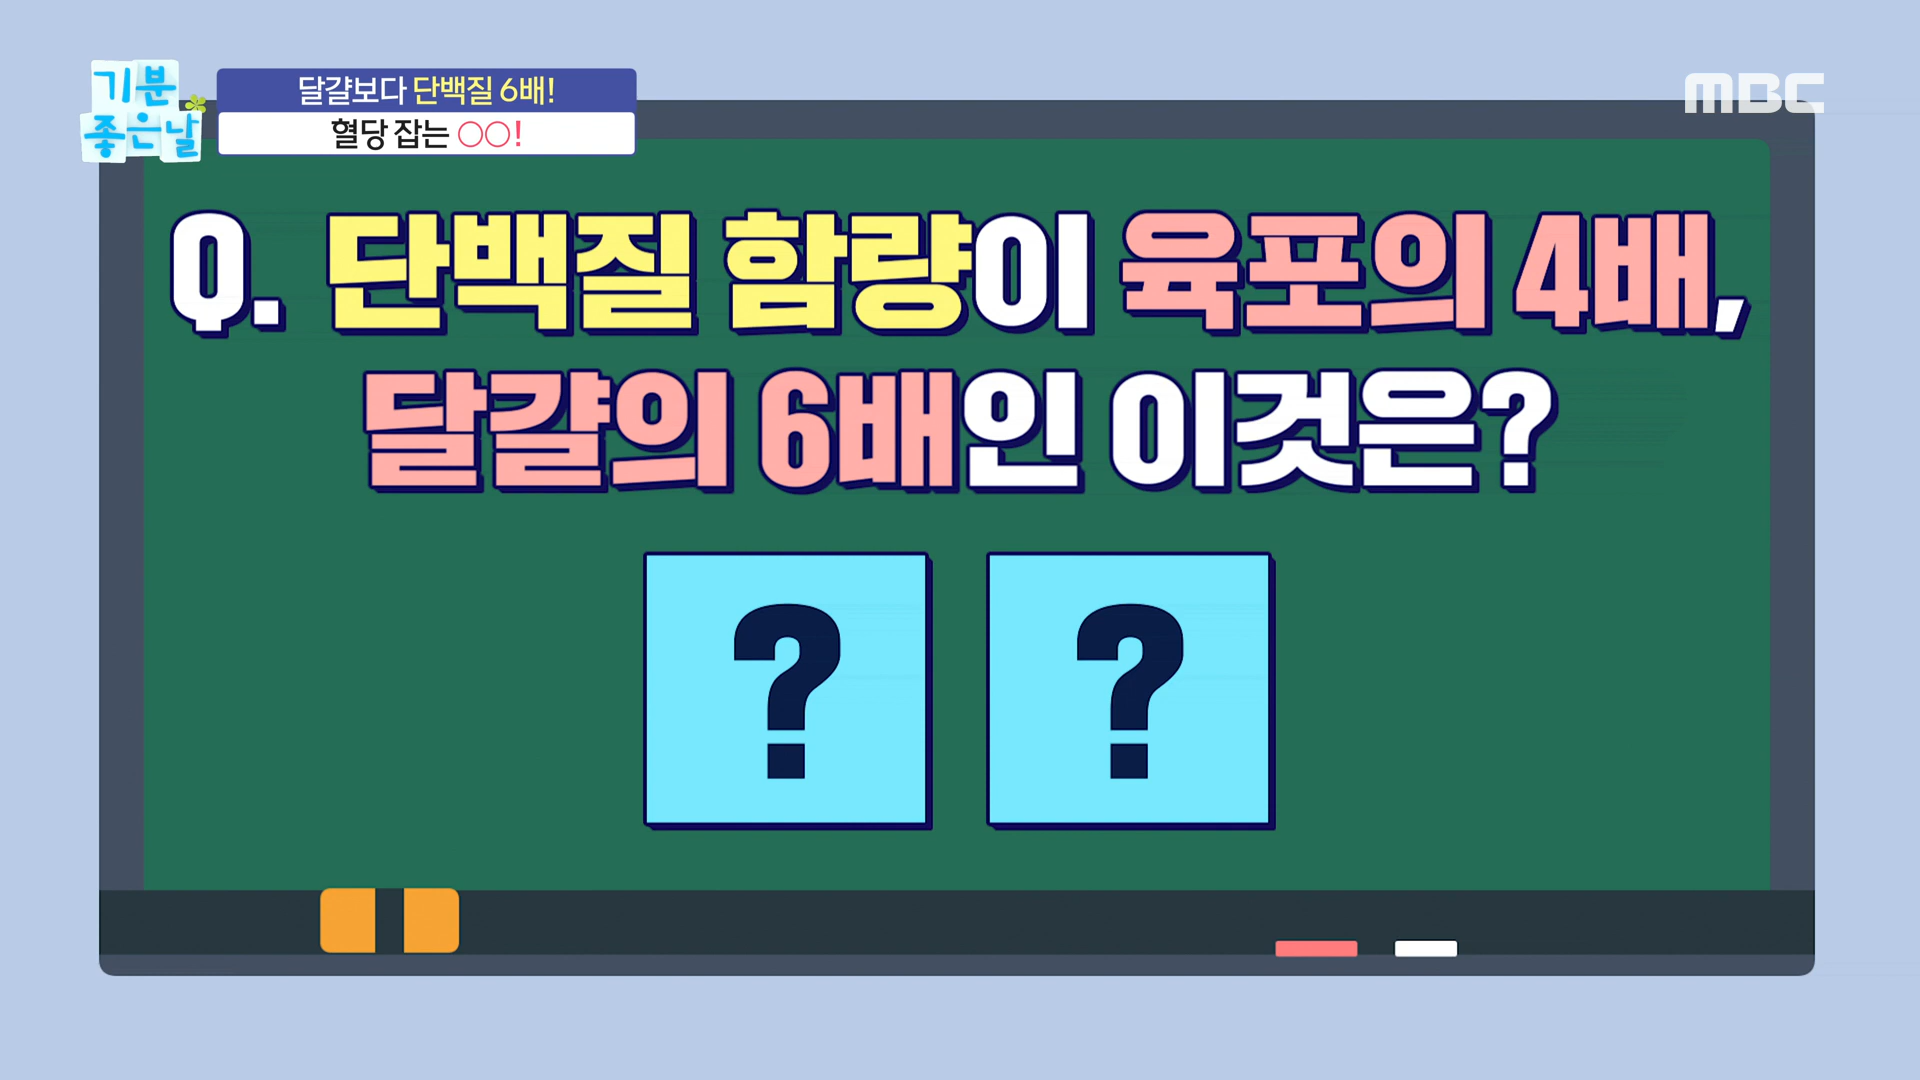 기분
좋은날
달걀보다 단백질 6배!
혈당 잡는 ○○!
MBC
Q. 단백질 함량이 육포의 4배,
달걀의 6배인 이것은?
? ?